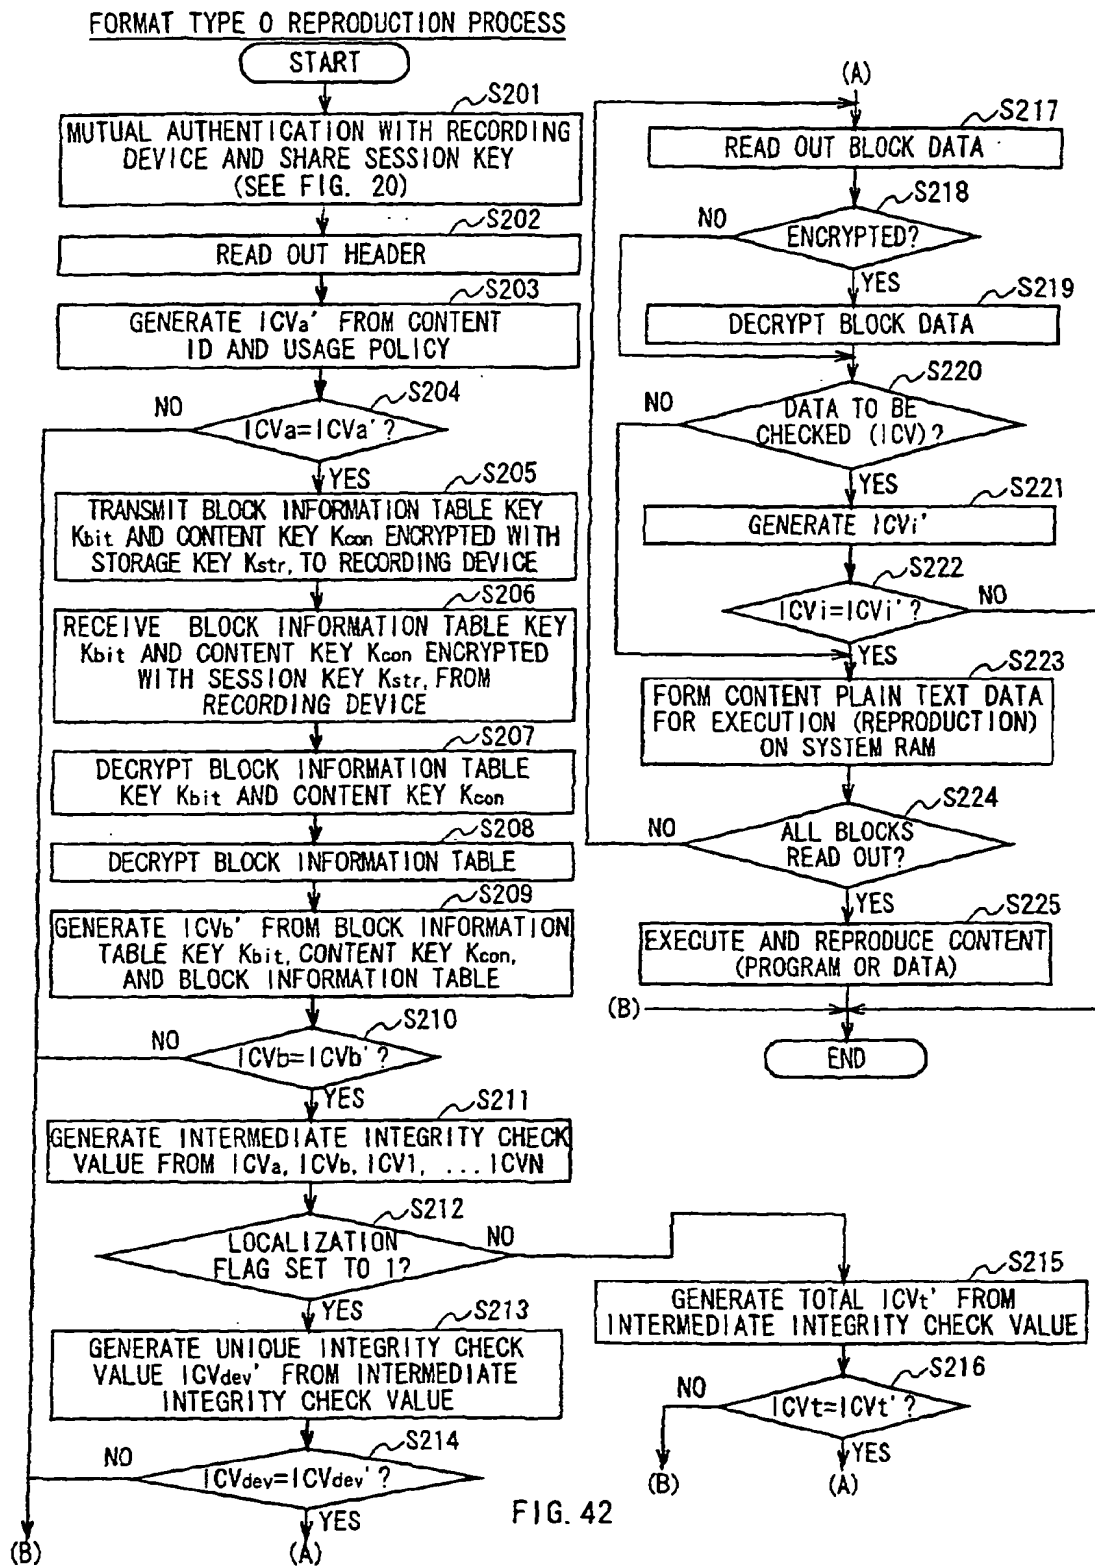 FORMAT TYPE 0 REPRODUCTION PROCESS
START
S201
MUTUAL AUTHENTICATION WITH RECORDING
DEVICE AND SHARE SESSION KEY
(SEE FIG. 20)
S202
READ OUT HEADER
S203
GENERATE ICVa' FROM CONTENT
ID AND USAGE POLICY
S204
NO
ICVa=ICVa'?
YES
S205
TRANSMIT BLOCK INFORMATION TABLE KEY
Kbit AND CONTENT KEY Kcon ENCRYPTED WITH
STORAGE KEY Kstr, TO RECORDING DEVICE
S206
RECEIVE BLOCK INFORMATION TABLE KEY
Kbit AND CONTENT KEY Kcon ENCRYPTED
WITH SESSION KEY Kstr, FROM
RECORDING DEVICE
S207
DECRYPT BLOCK INFORMATION TABLE
KEY Kbit AND CONTENT KEY Kcon
S208
DECRYPT BLOCK INFORMATION TABLE
S209
GENERATE ICVb' FROM BLOCK INFORMATION
TABLE KEY Kbit, CONTENT KEY Kcon,
AND BLOCK INFORMATION TABLE
S210
NO
ICVb=ICVb'?
YES
S211
GENERATE INTERMEDIATE INTEGRITY CHECK
VALUE FROM ICVa, ICVb, ICV1, ... ICVN
S212
LOCALIZATION
FLAG SET TO 1?
NO
YES
S213
GENERATE UNIQUE INTEGRITY CHECK
VALUE ICVdev' FROM INTERMEDIATE
INTEGRITY CHECK VALUE
S214
NO
ICVdev=ICVdev'?
YES
(B)
(A)
S215
GENERATE TOTAL ICVt' FROM
INTERMEDIATE INTEGRITY CHECK VALUE
S216
NO
ICVt=ICVt'?
YES
(B)
(A)
(A)
S217
READ OUT BLOCK DATA
S218
NO
ENCRYPTED?
YES
S219
DECRYPT BLOCK DATA
S220
NO
DATA TO BE
CHECKED (ICV)?
YES
S221
GENERATE ICVi'
S222
ICVi=ICVi'?
NO
YES
S223
FORM CONTENT PLAIN TEXT DATA
FOR EXECUTION (REPRODUCTION)
ON SYSTEM RAM
S224
NO
ALL BLOCKS
READ OUT?
YES
S225
EXECUTE AND REPRODUCE CONTENT
(PROGRAM OR DATA)
(B)
END
FIG. 42